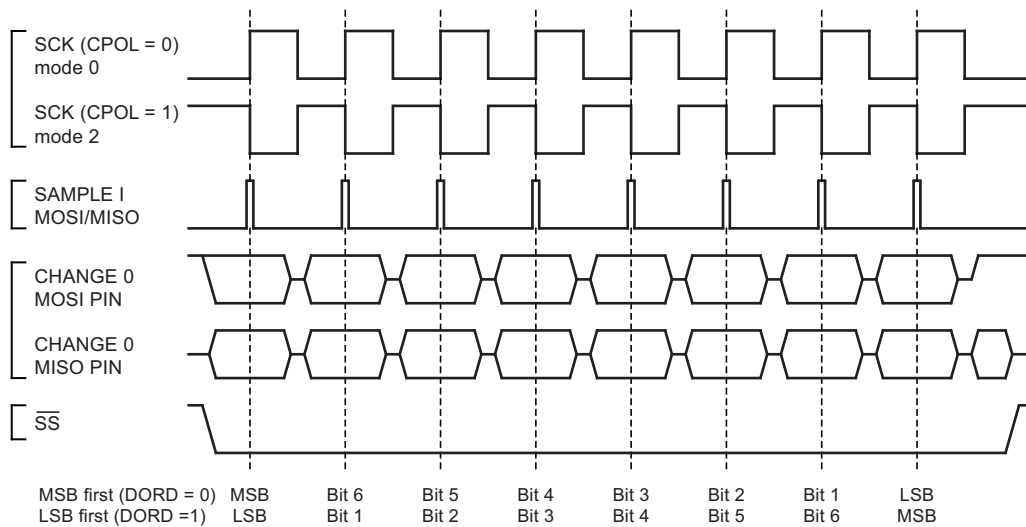 SCK (CPOL = 0)
mode 0
SCK (CPOL = 1)
mode 2
SAMPLE I
MOSI/MISO
CHANGE 0
MOSI PIN
CHANGE 0
MISO PIN
SS
MSB first (DORD = 0) MSB Bit 6 Bit 5 Bit 4 Bit 3 Bit 2 Bit 1 LSB
LSB first (DORD =1) LSB Bit 1 Bit 2 Bit 3 Bit 4 Bit 5 Bit 6 MSB